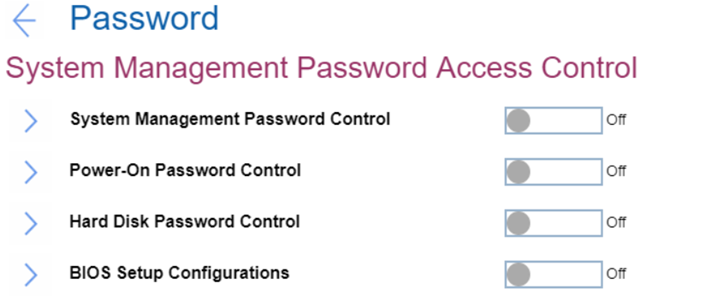 Password
System Management Password Access Control
System Management Password Control Off
Power-On Password Control Off
Hard Disk Password Control Off
BIOS Setup Configurations Off